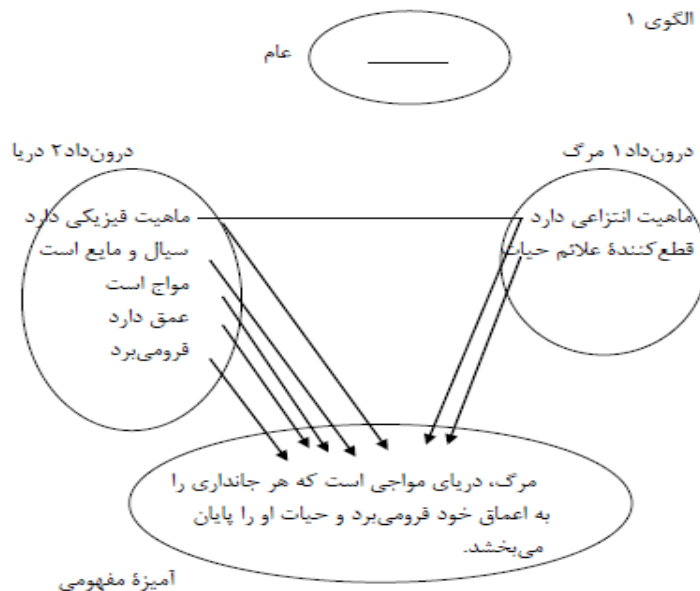 الگوی ۱
عام
درون‌داد۱ مرگ
درون‌داد۲ دریا
ماهیت انتزاعی دارد
قطع‌کنندهٔ علائم حیات
ماهیت فیزیکی دارد
سیال و مایع است
مواج است
عمق دارد
فرومی‌برد
مرگ، دریای مواجی است که هر جانداری را
به اعماق خود فرومی‌برد و حیات او را پایان
می‌بخشد.
آمیزهٔ مفهومی